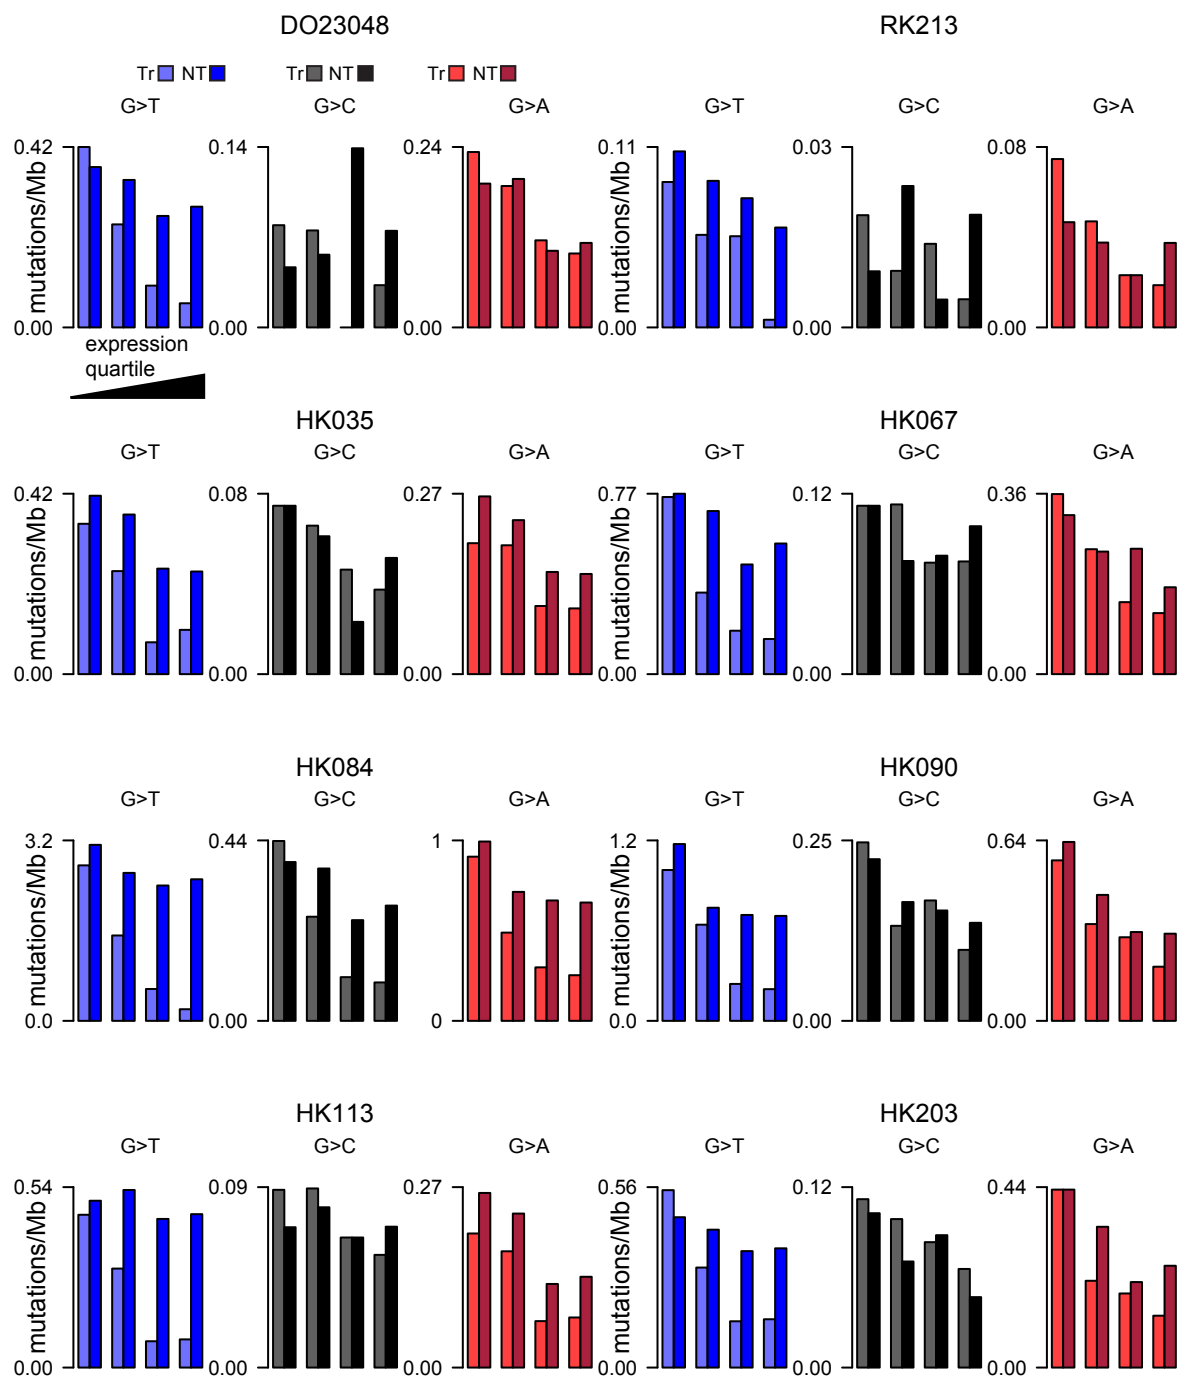 DO23048 RK213
Tr NT Tr NT Tr NT
G>T G>C G>A G>T G>C G>A
0.42 0.14 0.24 0.11 0.03 0.08
mutations/Mb mutations/Mb
0.00 0.00 0.00 0.00 0.00 0.00
expression
quartile
HK035 HK067
G>T G>C G>A G>T G>C G>A
0.42 0.08 0.27 0.77 0.12 0.36
mutations/Mb mutations/Mb
0.00 0.00 0.00 0.00 0.00 0.00
HK084 HK090
G>T G>C G>A G>T G>C G>A
3.2 0.44 1 1.2 0.25 0.64
mutations/Mb mutations/Mb
0.0 0.00 0 0.0 0.00 0.00
HK113 HK203
G>T G>C G>A G>T G>C G>A
0.54 0.09 0.27 0.56 0.12 0.44
mutations/Mb mutations/Mb
0.00 0.00 0.00 0.00 0.00 0.00